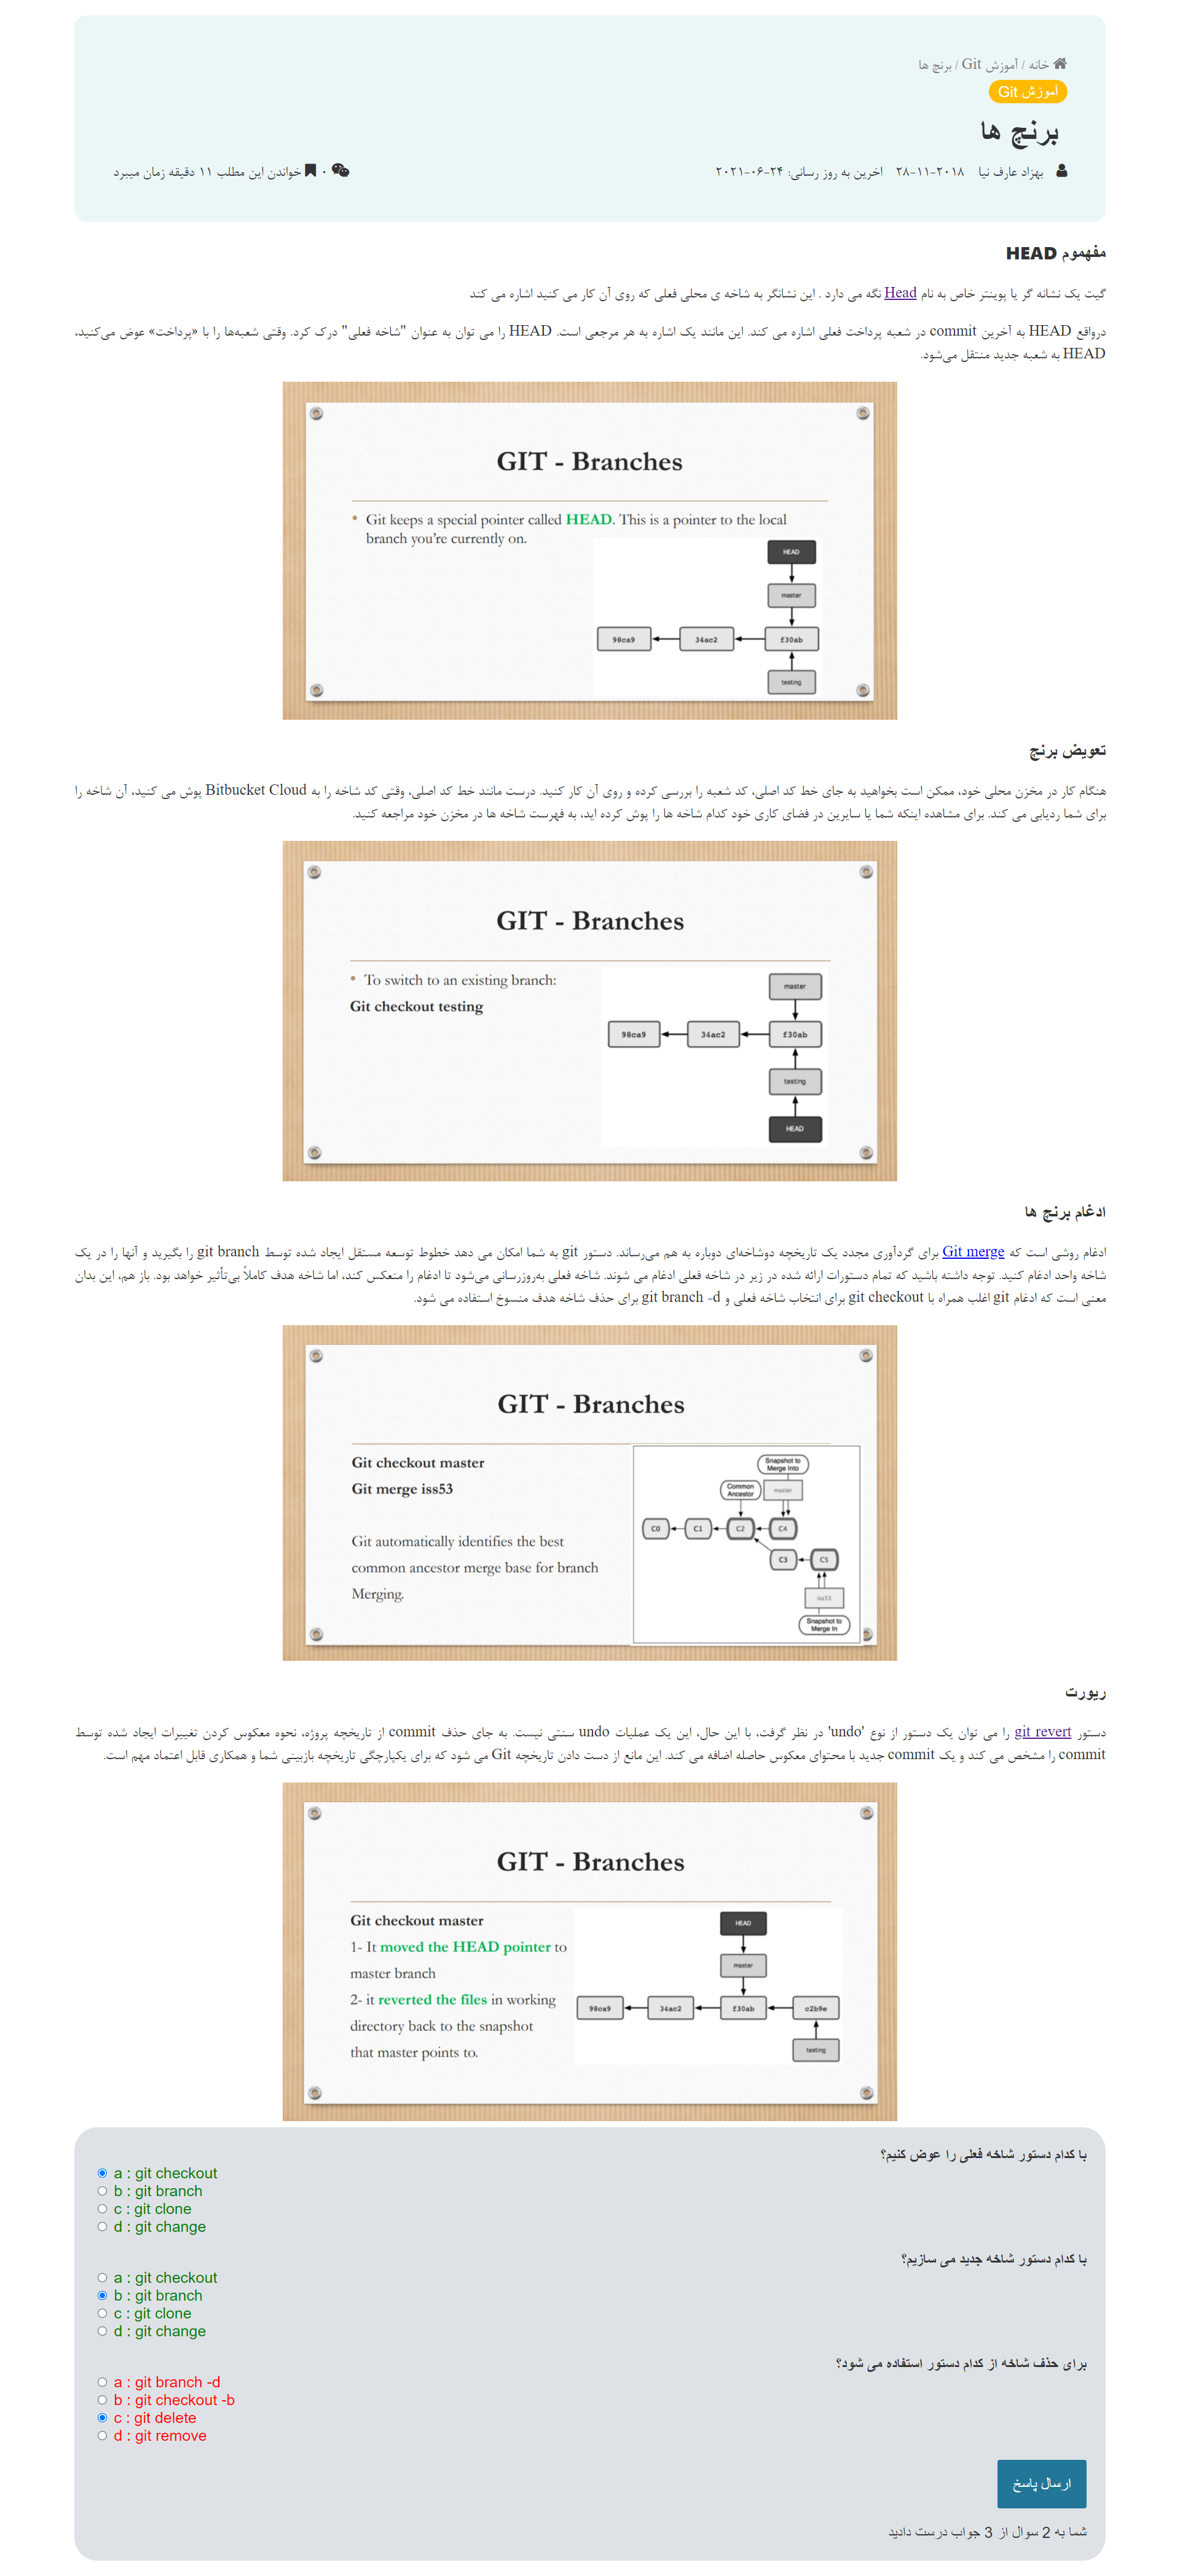 خانه / آموزش Git / برنچ ها
آموزش Git
برنچ ها
بهزاد عارف نیا ۲۸-۱۱-۲۰۱۸ اخرین به روز رسانی: ۲۴-۰۶-۲۰۲۱ ۰ خواندن این مطلب ۱۱ دقیقه زمان میبرد
مفهموم HEAD
گیت یک نشانه گر یا پوینتر خاص به نام Head نگه می دارد . این نشانگر به شاخه ی محلی فعلی که روی آن کار می کنید اشاره می کند
درواقع HEAD به آخرین commit در شعبه پرداخت فعلی اشاره می کند. این مانند یک اشاره به هر مرجعی است. HEAD را می توان به عنوان "شاخه فعلی" درک کرد. وقتی شعبه‌ها را با «پرداخت» عوض می‌کنید،
HEAD به شعبه جدید منتقل می‌شود.
GIT - Branches
• Git keeps a special pointer called HEAD. This is a pointer to the local
branch you're currently on.
HEAD
master
98ca9 34ac2 f30ab
testing
تعویض برنچ
هنگام کار در مخزن محلی خود، ممکن است بخواهید به جای خط کد اصلی، کد شعبه را بررسی کرده و روی آن کار کنید. درست مانند خط کد اصلی، وقتی کد شاخه را به Bitbucket Cloud پوش می کنید، آن شاخه را
برای شما ردیابی می کند. برای مشاهده اینکه شما یا سایرین در فضای کاری خود کدام شاخه ها را پوش کرده اید، به فهرست شاخه ها در مخزن خود مراجعه کنید.
GIT - Branches
• To switch to an existing branch:
Git checkout testing
master
98ca9 34ac2 f30ab
testing
HEAD
ادغام برنچ ها
ادغام روشی است که Git merge برای گردآوری مجدد یک تاریخچه دوشاخه‌ای دوباره به هم می‌رساند. دستور git به شما امکان می دهد خطوط توسعه مستقل ایجاد شده توسط git branch را بگیرید و آنها را در یک
شاخه واحد ادغام کنید. توجه داشته باشید که تمام دستورات ارائه شده در زیر در شاخه فعلی ادغام می شوند. شاخه فعلی به‌روزرسانی می‌شود تا ادغام را منعکس کند، اما شاخه هدف کاملاً بی‌تأثیر خواهد بود. باز هم، این بدان
معنی است که ادغام git اغلب همراه با git checkout برای انتخاب شاخه فعلی و git branch -d برای حذف شاخه هدف منسوخ استفاده می شود.
GIT - Branches
Git checkout master
Git merge iss53
Git automatically identifies the best
common ancestor merge base for branch
Merging.
Snapshot to
Merge Into
Common
Ancestor
master
C0 C1 C2 C4
C3 C5
iss53
Snapshot to
Merge In
ریورت
دستور git revert را می توان یک دستور از نوع 'undo' در نظر گرفت، با این حال، این یک عملیات undo سنتی نیست. به جای حذف commit از تاریخچه پروژه، نحوه معکوس کردن تغییرات ایجاد شده توسط
commit را مشخص می کند و یک commit جدید با محتوای معکوس حاصله اضافه می کند. این مانع از دست دادن تاریخچه Git می شود که برای یکپارچگی تاریخچه بازبینی شما و همکاری قابل اعتماد مهم است.
GIT - Branches
Git checkout master
1- It moved the HEAD pointer to
master branch
2- it reverted the files in working
directory back to the snapshot
that master points to.
HEAD
master
98ca9 34ac2 f30ab c2b9e
testing
با کدام دستور شاخه فعلی را عوض کنیم؟
a : git checkout
b : git branch
c : git clone
d : git change
با کدام دستور شاخه جدید می سازیم؟
a : git checkout
b : git branch
c : git clone
d : git change
برای حذف شاخه از کدام دستور استفاده می شود؟
a : git branch -d
b : git checkout -b
c : git delete
d : git remove
ارسال پاسخ
شما به 2 سوال از 3 جواب درست دادید